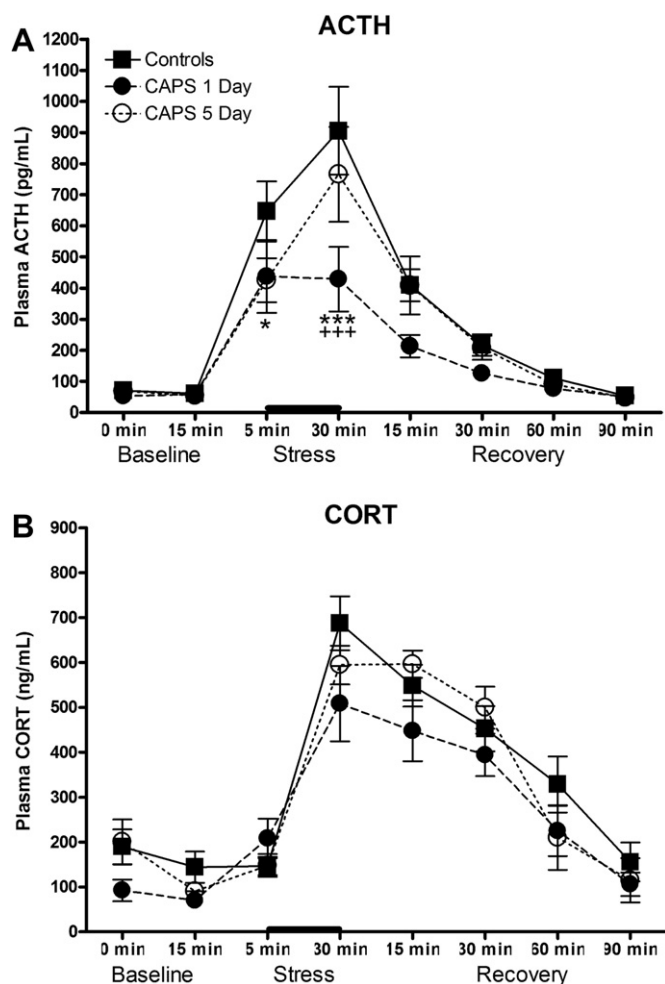 A
ACTH
Controls
CAPS 1 Day
CAPS 5 Day
Plasma ACTH (pg/mL)
1200
1100
1000
900
800
700
600
500
400
300
200
100
0
*
***
+++
0 min 15 min 5 min 30 min 15 min 30 min 60 min 90 min
Baseline Stress Recovery
B
CORT
Plasma CORT (ng/mL)
900
800
700
600
500
400
300
200
100
0
0 min 15 min 5 min 30 min 15 min 30 min 60 min 90 min
Baseline Stress Recovery